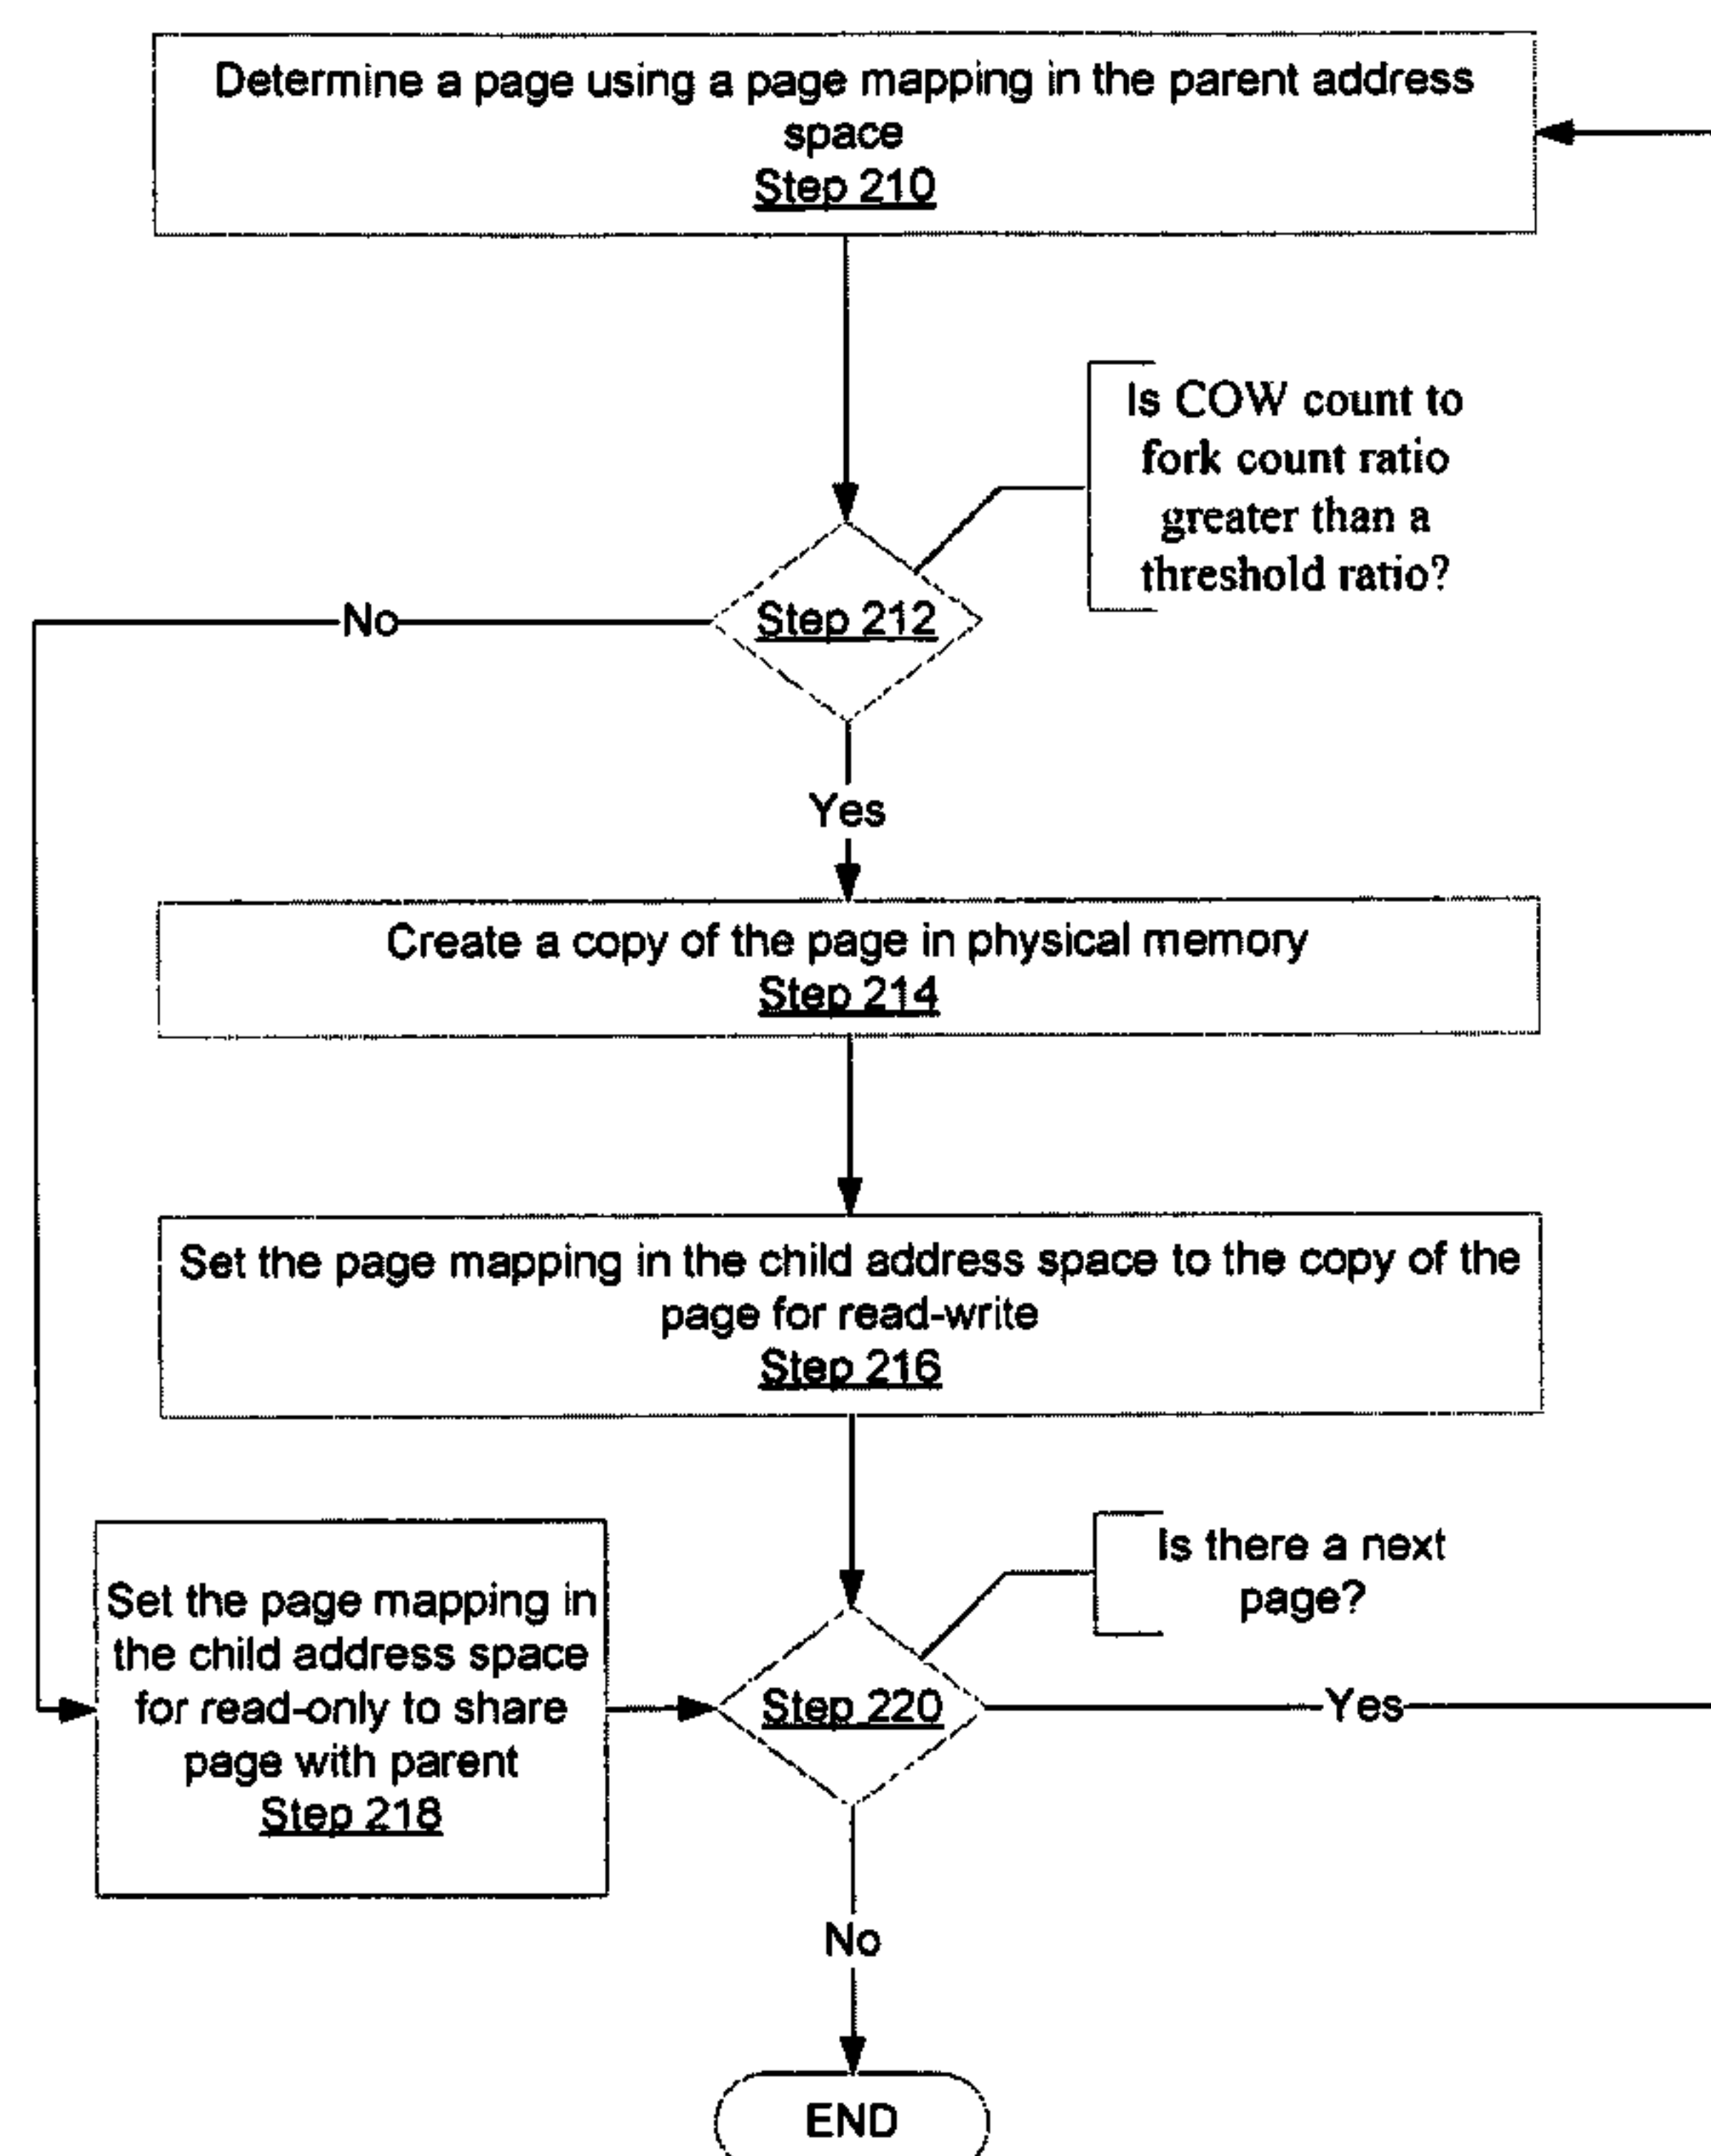 Determine a page using a page mapping in the parent address
space
Step 210
Is COW count to
fork count ratio
greater than a
threshold ratio?
No
Step 212
Yes
Create a copy of the page in physical memory
Step 214
Set the page mapping in the child address space to the copy of the
page for read-write
Step 216
Is there a next
page?
Set the page mapping in
the child address space
for read-only to share
page with parent
Step 218
Step 220
Yes
No
END